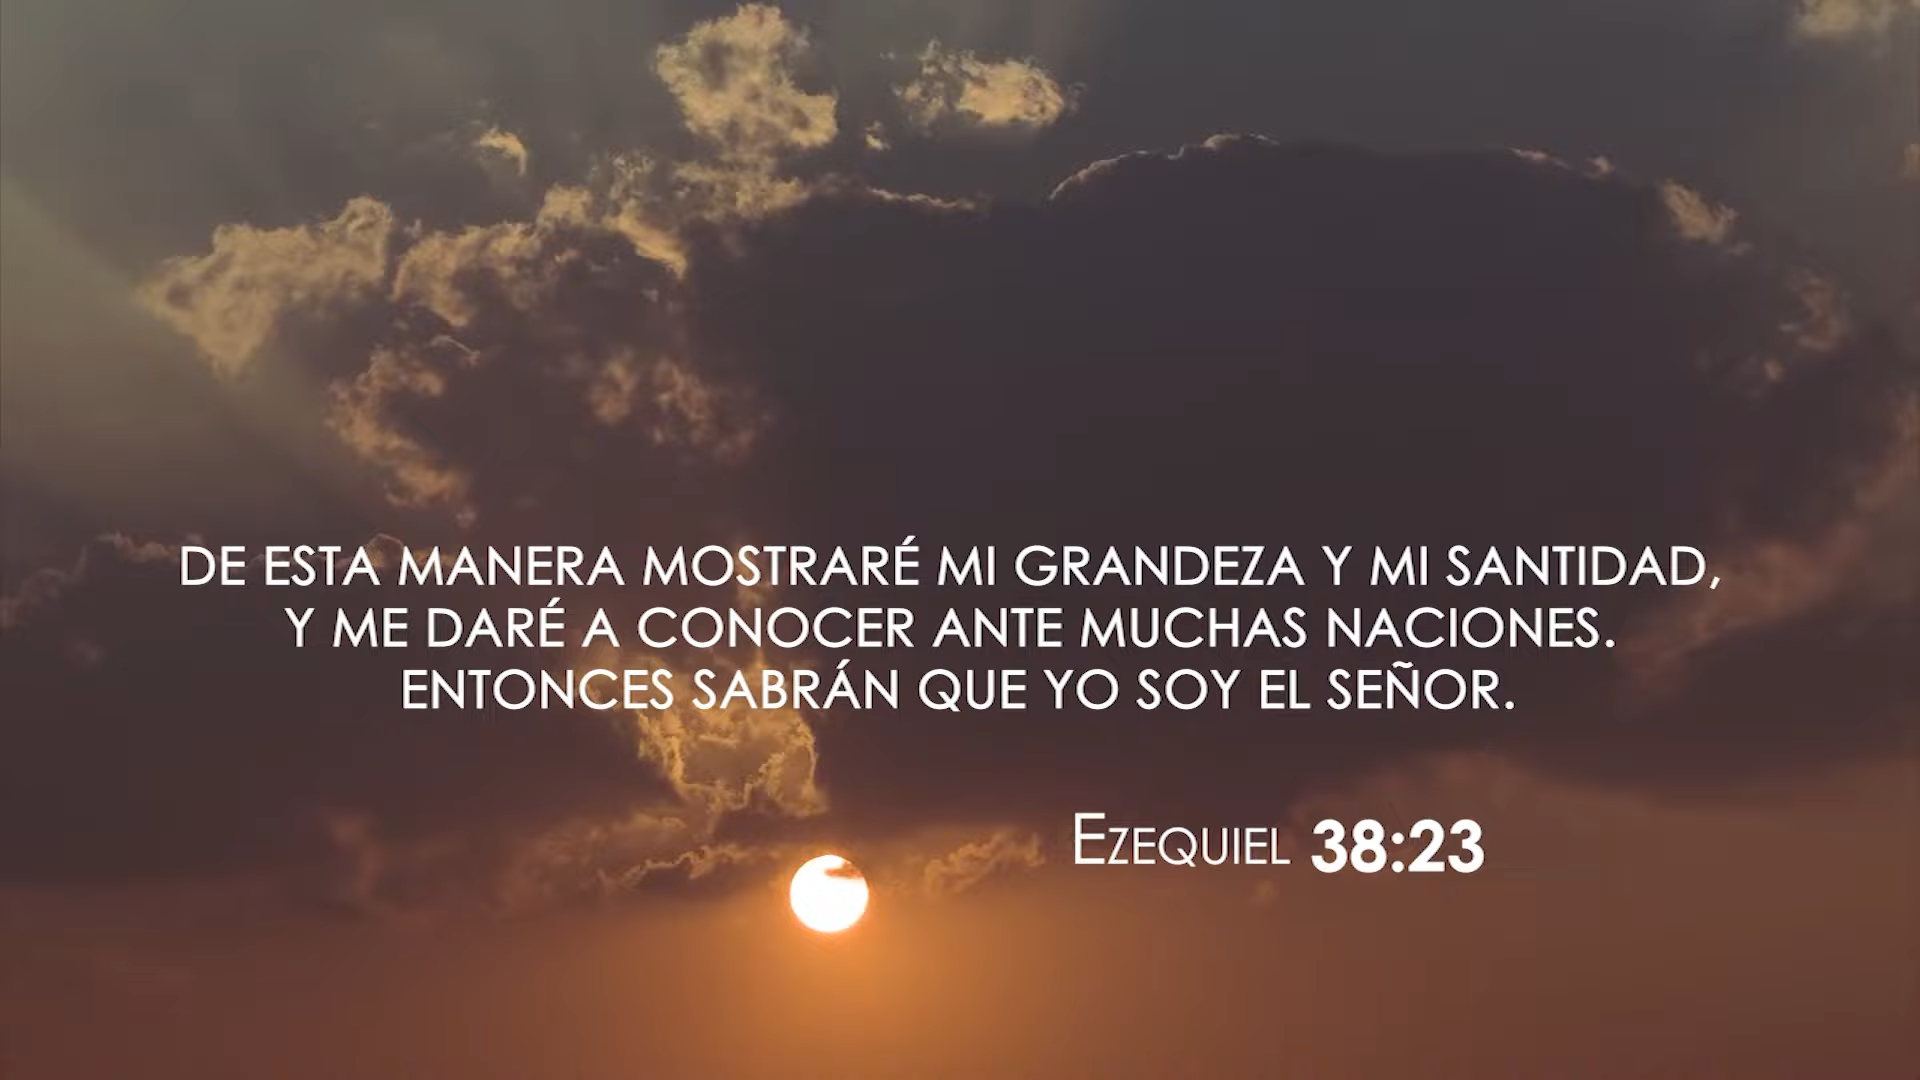 DE ESTA MANERA MOSTRARÉ MI GRANDEZA Y MI SANTIDAD,
Y ME DARÉ A CONOCER ANTE MUCHAS NACIONES.
ENTONCES SABRÁN QUE YO SOY EL SEÑOR.
EZEQUIEL 38:23